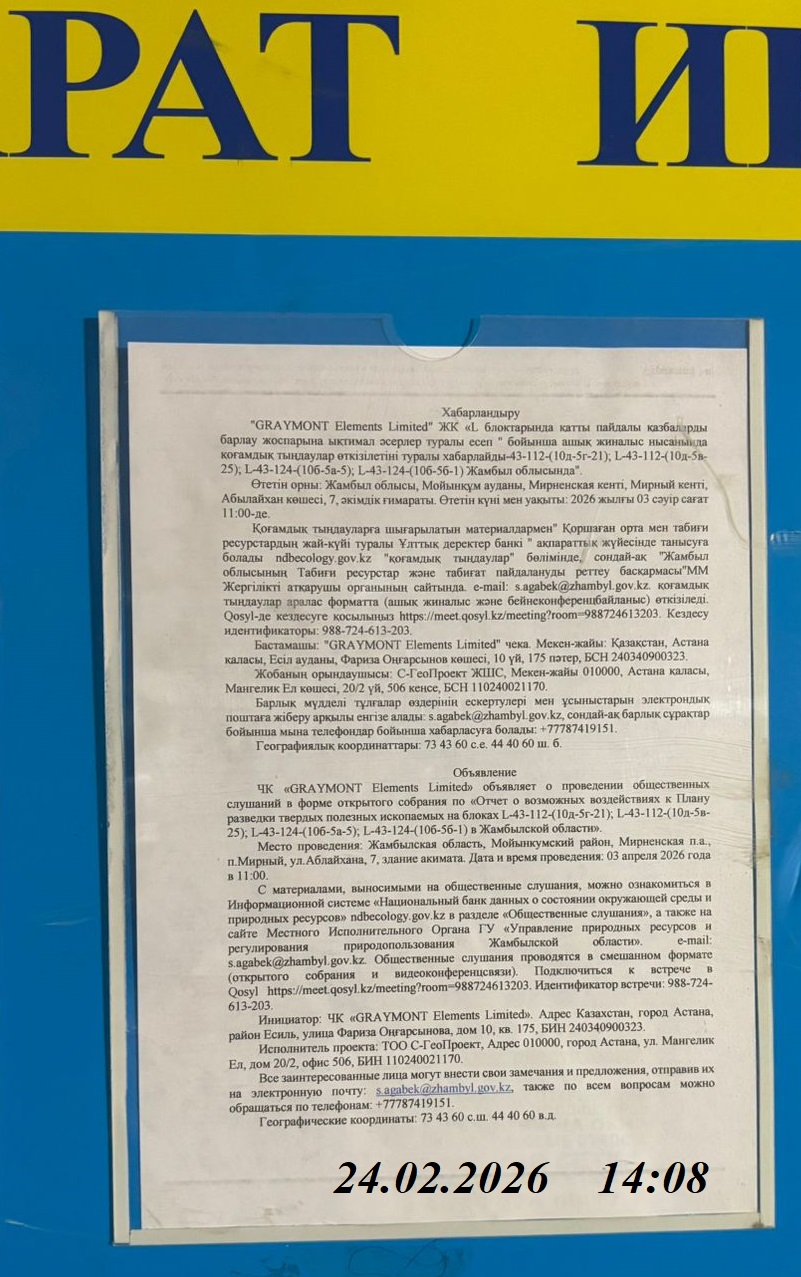 РАТ И
Хабарландыру
"GRAYMONT Elements Limited" ЖК «L блоктарында қатты пайдалы қазбаларды
барлау жоспарына ықтимал әсерлер туралы есеп " бойынша ашық жиналыс нысанында
қоғамдық тыңдаулар өткізілетіні туралы хабарлайды-43-112-(10д-5г-21); L-43-112-(10д-5в-
25); L-43-124-(10б-5а-5); L-43-124-(10б-5б-1) Жамбыл облысында".
Өтетін орны: Жамбыл облысы, Мойынқұм ауданы, Мирненская кенті, Мирный кенті,
Абылайхан көшесі, 7, әкімдік ғимараты. Өтетін күні мен уақыты: 2026 жылғы 03 сәуір сағат
11:00-де.
Қоғамдық тыңдауларға шығарылатын материалдармен" Қоршаған орта мен табиғи
ресурстардың жай-күйі туралы Ұлттық деректер банкі " ақпараттық жүйесінде танысуға
болады ndbecology.gov.kz "қоғамдық тыңдаулар" бөлімінде, сондай-ақ "Жамбыл
облысының Табиғи ресурстар және табиғат пайдалануды реттеу басқармасы"ММ
Жергілікті атқарушы органының сайтында. e-mail: s.agabek@zhambyl.gov.kz. қоғамдық
тыңдаулар аралас форматта (ашық жиналыс және бейнеконференцбайланыс) өткізіледі.
Qosyl-де кездесуге қосылыңыз https://meet.qosyl.kz/meeting?room=988724613203. Кездесу
идентификаторы: 988-724-613-203.
Бастамашы: "GRAYMONT Elements Limited" чека. Мекен-жайы: Қазақстан, Астана
қаласы, Есіл ауданы, Фариза Оңғарсынов көшесі, 10 үй, 175 пәтер, БСН 240340900323.
Жобаның орындаушысы: С-ГеоПроект ЖШС, Мекен-жайы 010000, Астана қаласы,
Мангелик Ел көшесі, 20/2 үй, 506 кенсе, БСН 110240021170.
Барлық мүдделі тұлғалар өздерінің ескертулері мен ұсыныстарын электрондық
поштаға жіберу арқылы енгізе алады: s.agabek@zhambyl.gov.kz, сондай-ақ барлық сұрақтар
бойынша мына телефондар бойынша хабарласуға болады: +77787419151.
Географиялық координаттары: 73 43 60 с.е. 44 40 60 ш. б.
Объявление
ЧК «GRAYMONT Elements Limited» объявляет о проведении общественных
слушаний в форме открытого собрания по «Отчет о возможных воздействиях к Плану
разведки твердых полезных ископаемых на блоках L-43-112-(10д-5г-21); L-43-112-(10д-5в-
25); L-43-124-(10б-5а-5); L-43-124-(10б-5б-1) в Жамбылской области».
Место проведения: Жамбылская область, Мойынкумский район, Мирненская п.а.,
п.Мирный, ул.Аблайхана, 7, здание акимата. Дата и время проведения: 03 апреля 2026 года
в 11:00.
С материалами, выносимыми на общественные слушания, можно ознакомиться в
Информационной системе «Национальный банк данных о состоянии окружающей среды и
природных ресурсов» ndbecology.gov.kz в разделе «Общественные слушания», а также на
сайте Местного Исполнительного Органа ГУ «Управление природных ресурсов и
регулирования природопользования Жамбылской области». e-mail:
s.agabek@zhambyl.gov.kz. Общественные слушания проводятся в смешанном формате
(открытого собрания и видеоконференцсвязи). Подключиться к встрече в
Qosyl https://meet.qosyl.kz/meeting?room=988724613203. Идентификатор встречи: 988-724-
613-203.
Инициатор: ЧК «GRAYMONT Elements Limited». Адрес Казахстан, город Астана,
район Есиль, улица Фариза Оңғарсынова, дом 10, кв. 175, БИН 240340900323.
Исполнитель проекта: ТОО С-ГеоПроект, Адрес 010000, город Астана, ул. Мангелик
Ел, дом 20/2, офис 506, БИН 110240021170.
Все заинтересованные лица могут внести свои замечания и предложения, отправив их
на электронную почту: s.agabek@zhambyl.gov.kz, также по всем вопросам можно
обращаться по телефонам: +77787419151.
Географические координаты: 73 43 60 с.ш. 44 40 60 в.д.
24.02.2026 14:08